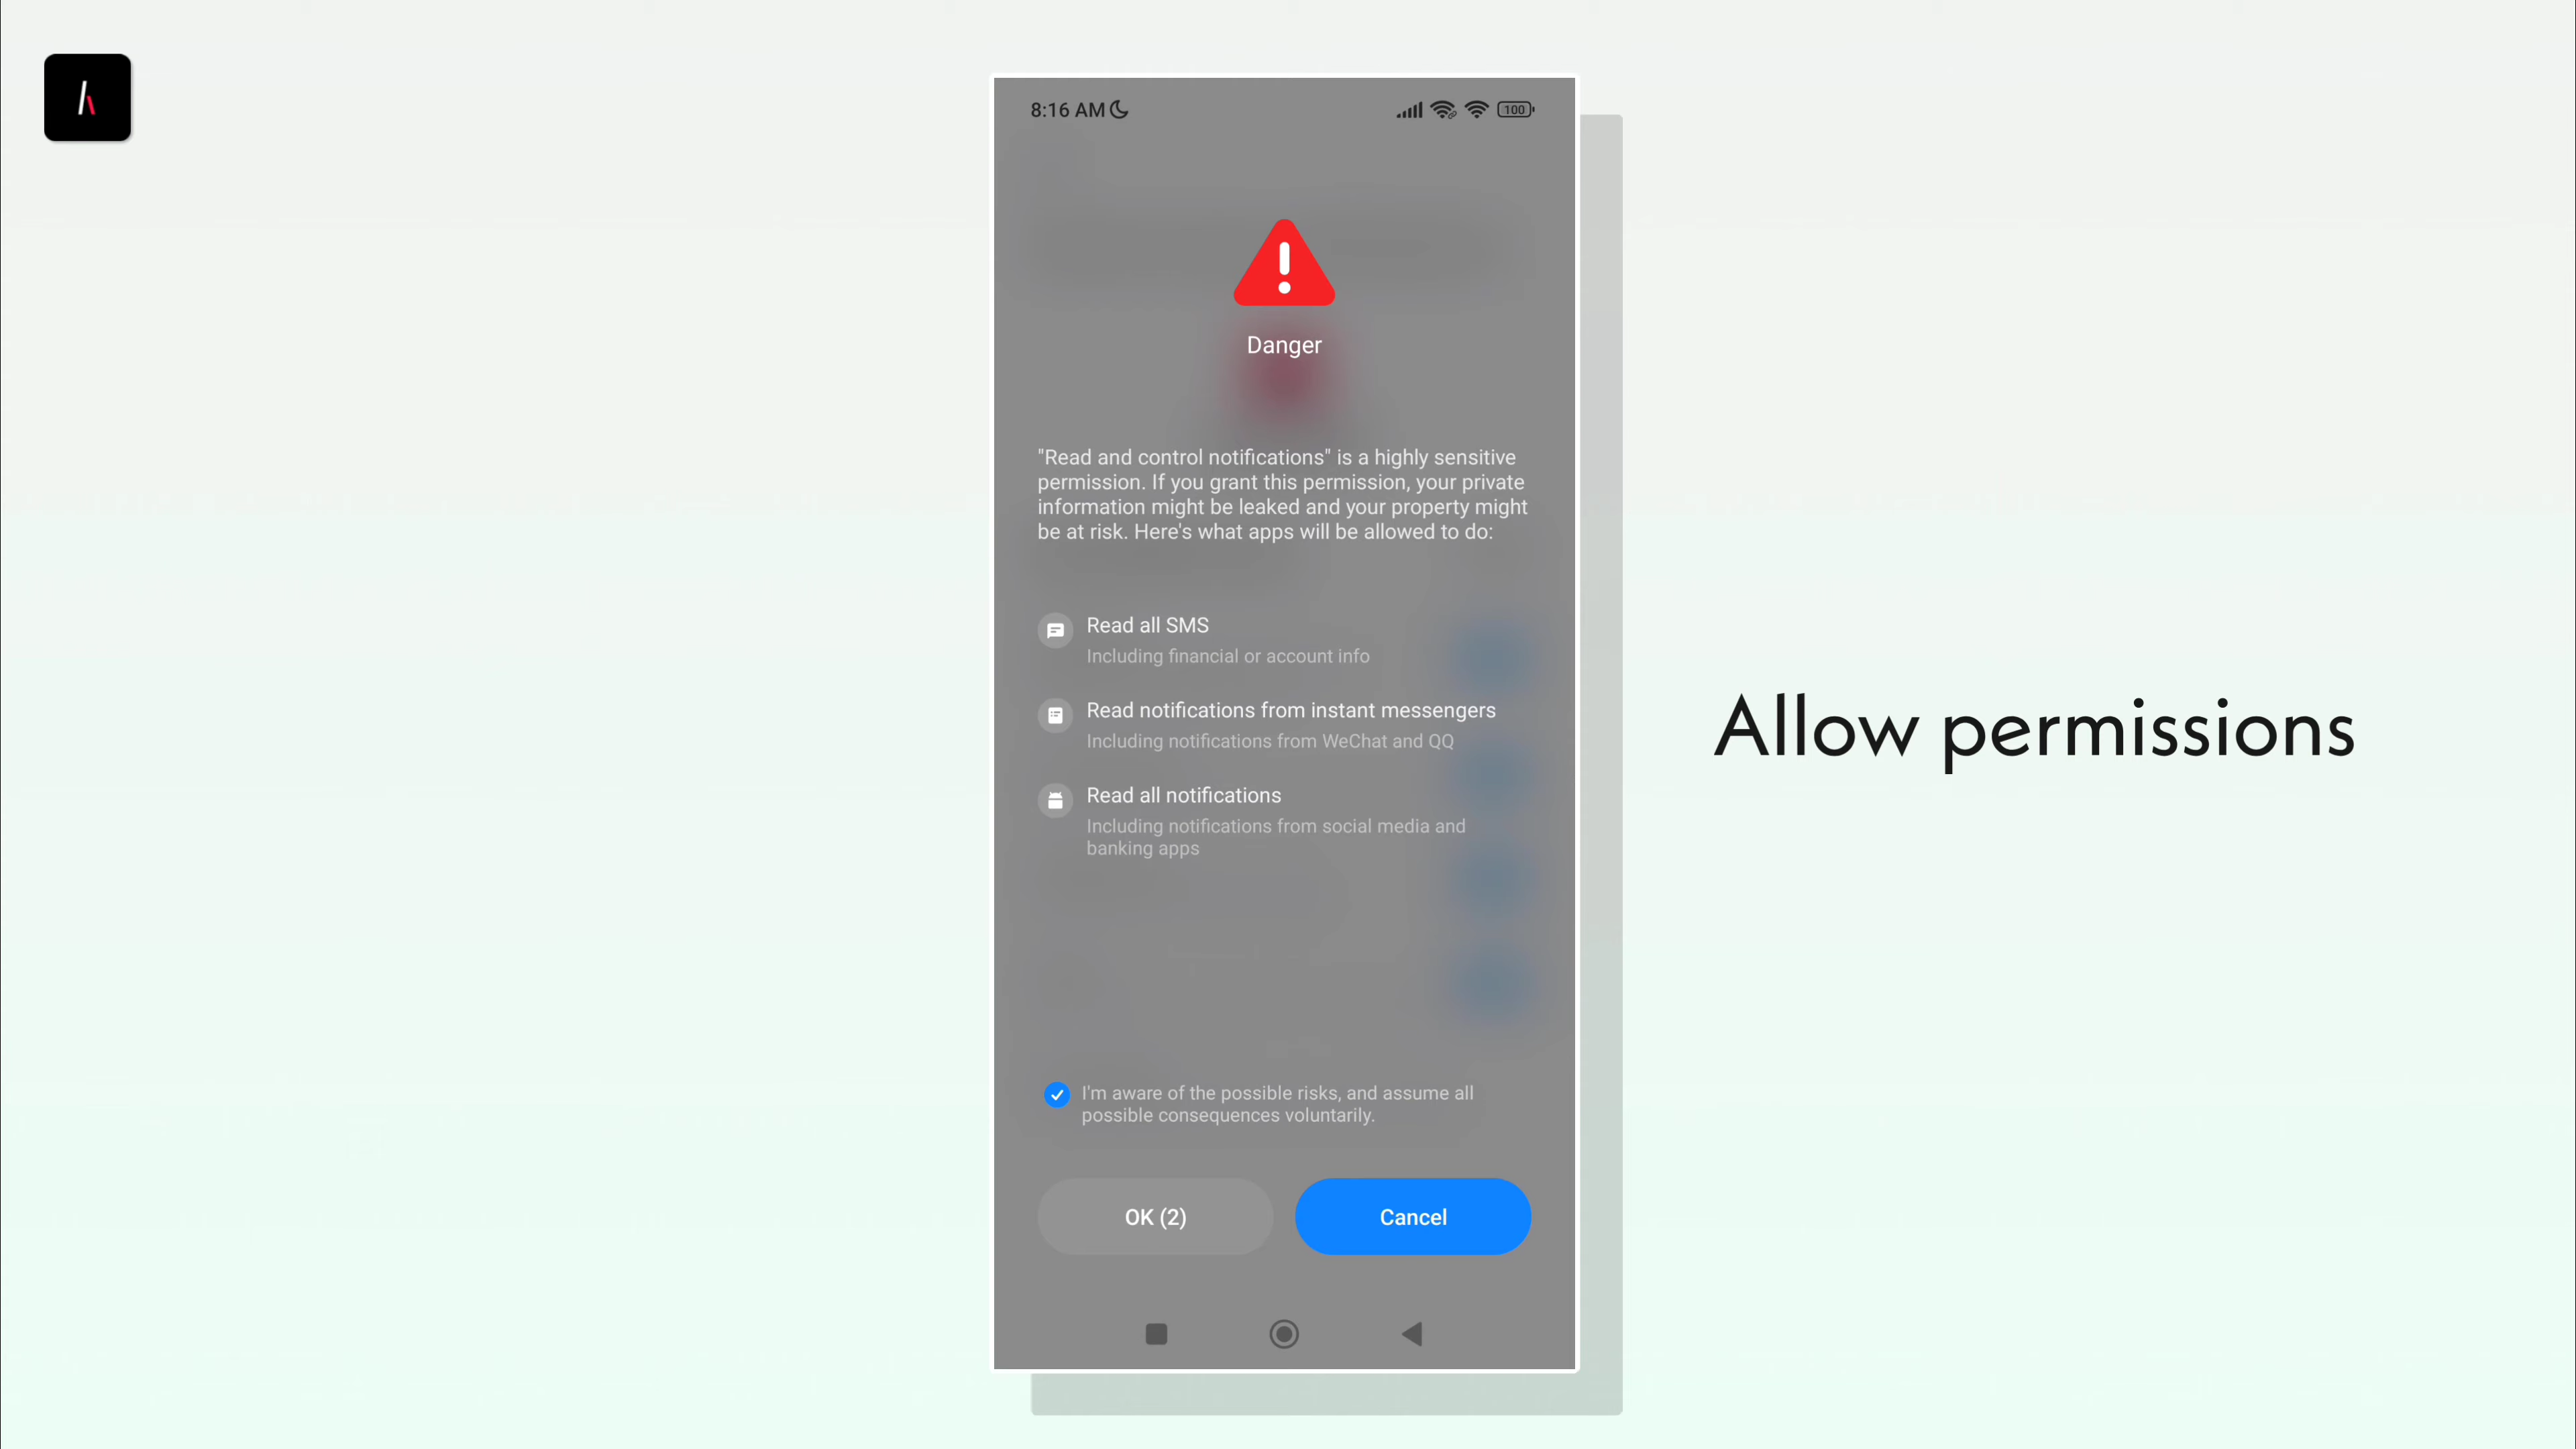 8:16 AM
100
Danger
"Read and control notifications" is a highly sensitive
permission. If you grant this permission, your private
information might be leaked and your property might
be at risk. Here's what apps will be allowed to do:
Read all SMS
Including financial or account info
Read notifications from instant messengers
Including notifications from WeChat and QQ
Read all notifications
Including notifications from social media and
banking apps
I'm aware of the possible risks, and assume all
possible consequences voluntarily.
OK (2)
Cancel
Allow permissions